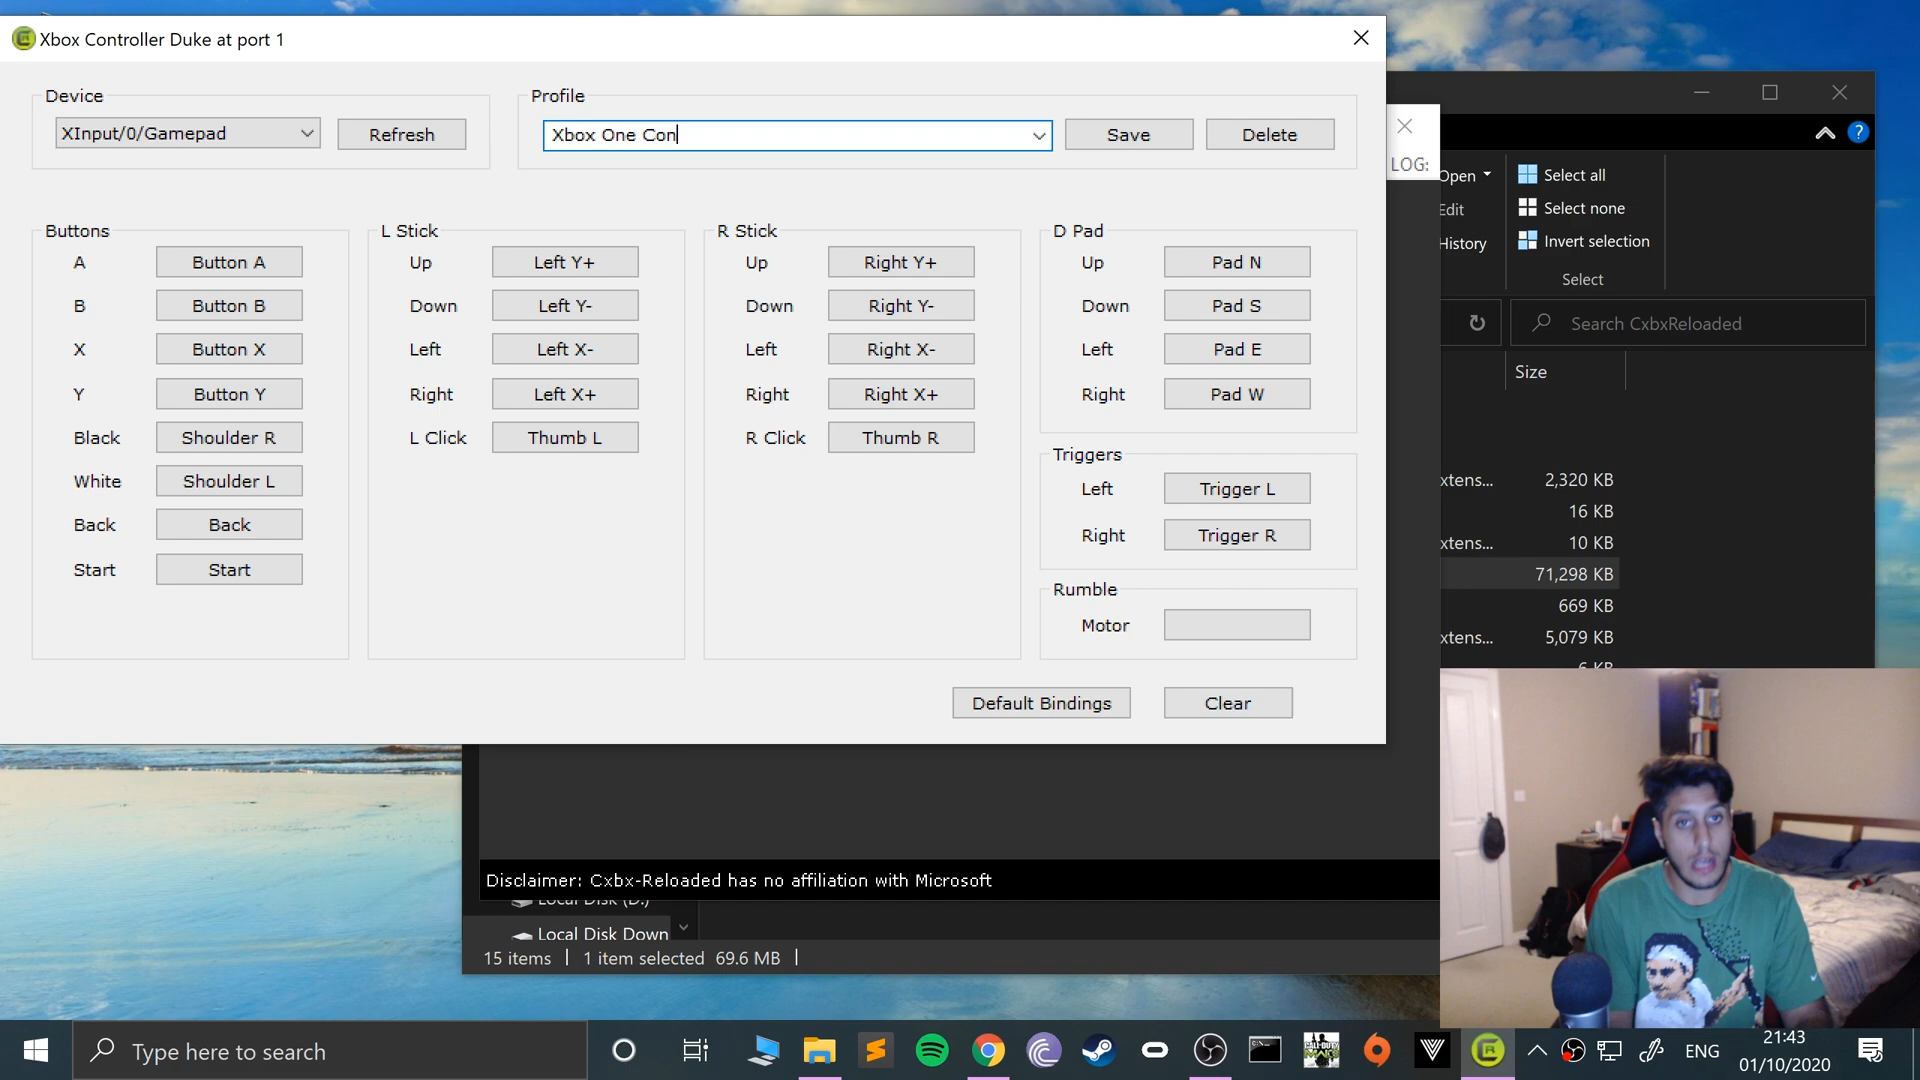 Xbox Controller Duke at port 1
Device
XInput/0/Gamepad
Refresh
Profile
Xbox One Con
Save
Delete
Buttons
A Button A
B Button B
X Button X
Y Button Y
Black Shoulder R
White Shoulder L
Back Back
Start Start
L Stick
Up Left Y+
Down Left Y-
Left Left X-
Right Left X+
L Click Thumb L
R Stick
Up Right Y+
Down Right Y-
Left Right X-
Right Right X+
R Click Thumb R
D Pad
Up Pad N
Down Pad S
Left Pad E
Right Pad W
Triggers
Left Trigger L
Right Trigger R
Rumble
Motor
Default Bindings
Clear
LOG:
Open
Edit
History
Select all
Select none
Invert selection
Select
Search CxbxReloaded
Size
xtens... 2,320 KB
16 KB
xtens... 10 KB
71,298 KB
669 KB
xtens... 5,079 KB
6 KB
Disclaimer: Cxbx-Reloaded has no affiliation with Microsoft
Local Disk (D:)
Local Disk Down
15 items
1 item selected 69.6 MB
Type here to search
ENG
21:43
01/10/2020